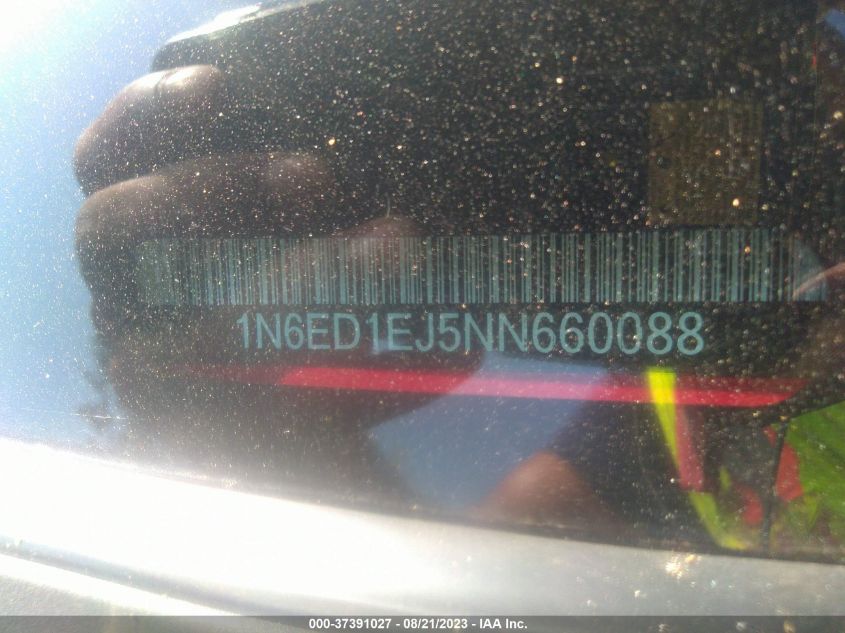 1N6ED1EJ5NN660088
000-37391027 - 08/21/2023 - IAA Inc.